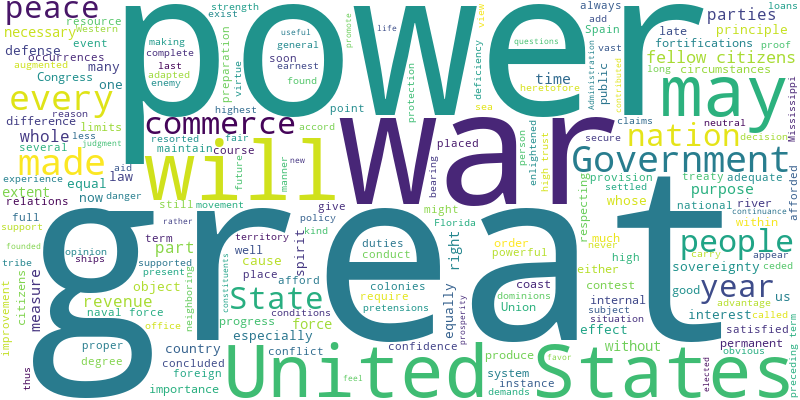 peace
resource
strength
exist
useful
life
promote
view
always
loans
necessary
Western
making
general
questions
add
Spain
parties
defense
event
augmented
complete
soon
preparation
power
deficiency
late
principle
many
occurrences
last
adapted
earnest
heretofore
Administration
fortifications
proof
Congress
enemy
virtue
found
protection
time
public
vast
contributed
fellow citizens
every
one
reason
highest
point
sea
long
circumstances
may
Mississippi
difference
less
commerce
war
person
claims
neutral
whole
limits
judgment
resorted
fair
accord
placed
enlightened
high trust
secure
nation
decision
several
maintain
course
made
aid
law
will
future
manner
new
bearing
Government
provision
treaty
adequate
experience
danger
settled
afforded
extent
equal
still
movement
give
might
respecting
whose
purpose
relations
now
rather
policy
Florida
national
river
continuance
full
great
territory
kind
order
much
within
support
term
spirit
right
powerful
never
people
founded
opinion
part
well
duties
either
high
carry
appear
tribe
ships
supported
cause
conduct
sovereignty
ceded
citizens
present
neighboring
constituents
place
afford
colonies
coast
contest
year
measure
object
State
require
equally
dominions
internal
good
us
improvement
revenue
conditions
pretensions
Union
subject
interest
advantage
naval force
progress
force
prosperity
situation
called
office
especially
confidence
effect
satisfied
proper
country
conflict
without
permanent
degree
concluded
United States
produce
favor
obvious
thus
foreign
system
elected
preceding term
importance
feel
instance
demands